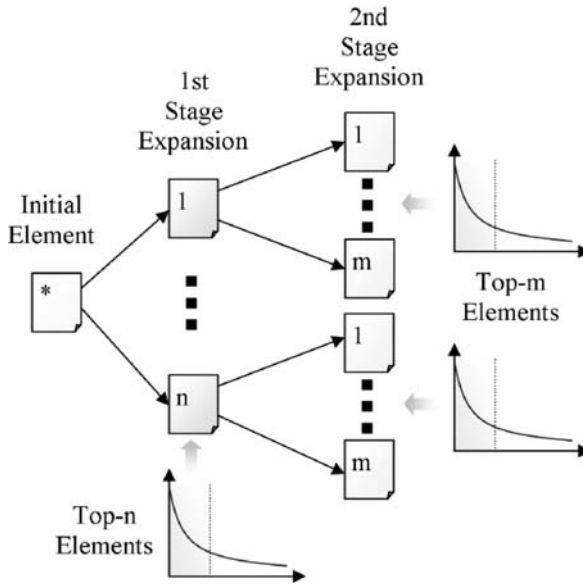 2nd
Stage
Expansion
1st
Stage
Expansion
Initial
Element
*
1
n
1
m
1
m
Top-m
Elements
Top-n
Elements